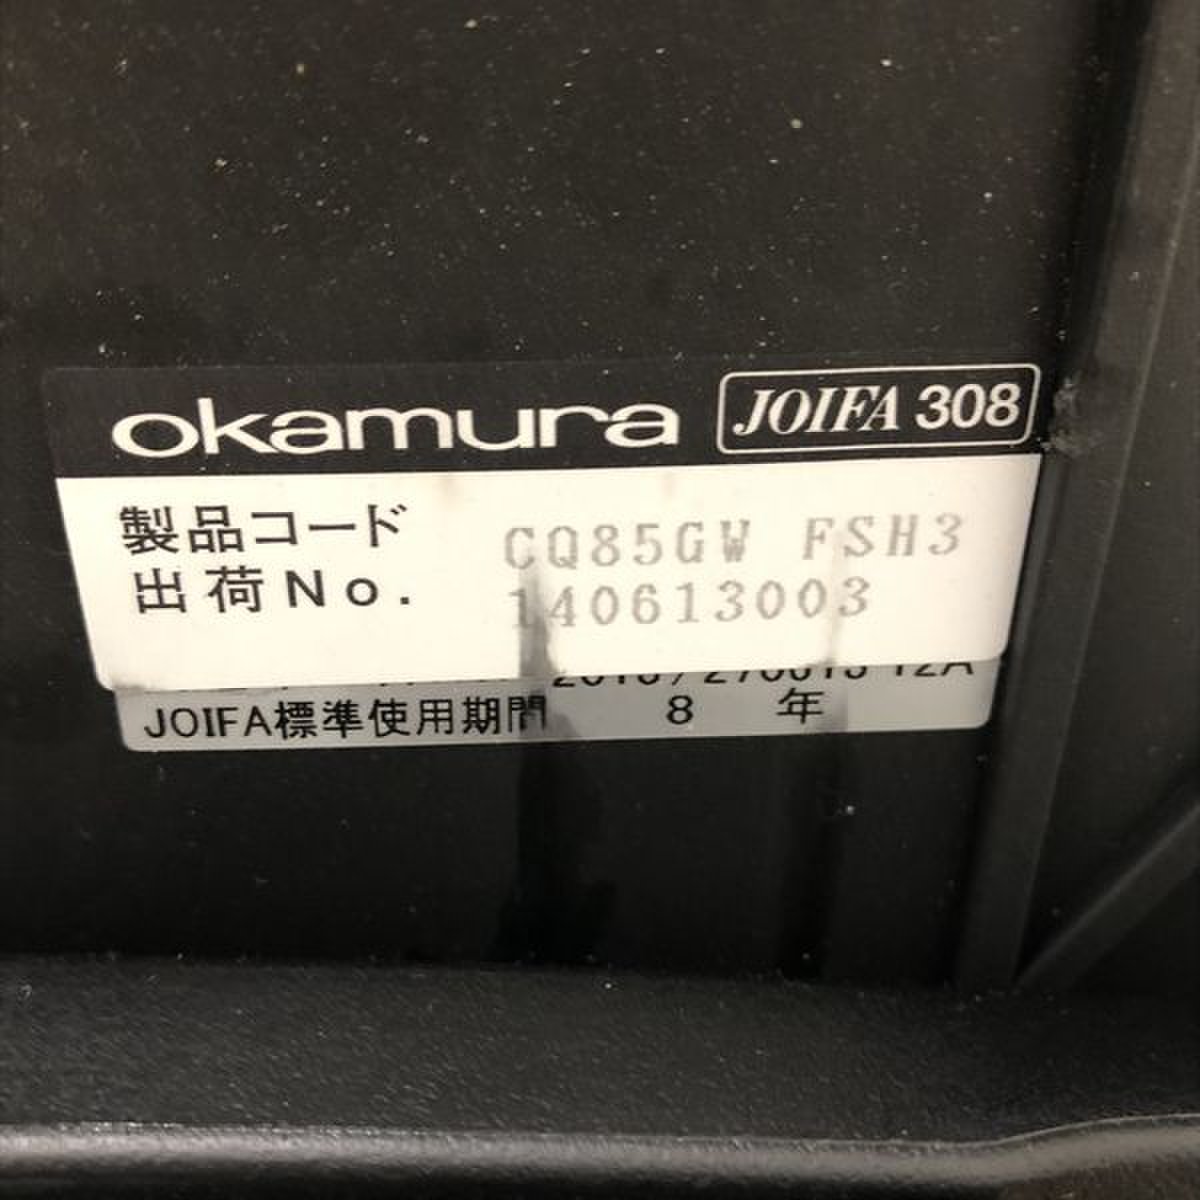 okamura JOIFA 308
製品コード CQ85GW FSH3
出荷No. 140613003
JOIFA標準使用期間 8 年